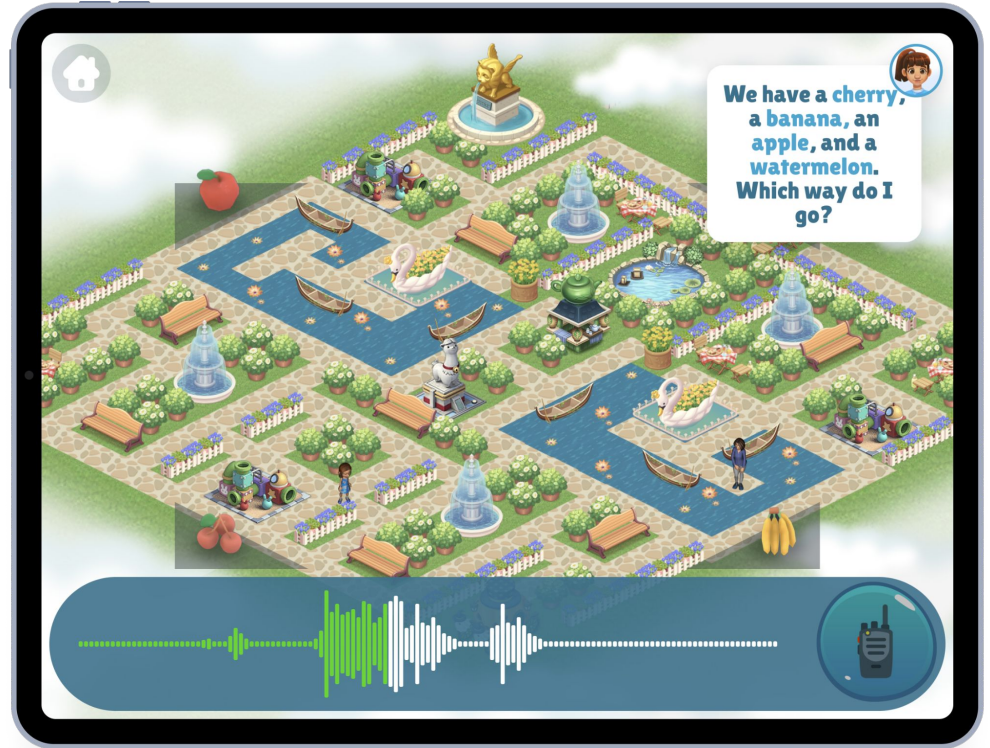 We have a cherry,
a banana, an
apple, and a
watermelon.
Which way do I
go?